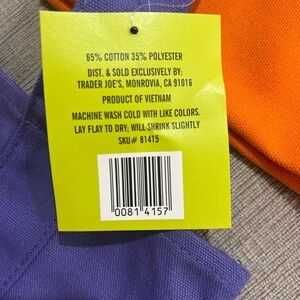 65% COTTON 35% POLYESTER
DIST. & SOLD EXCLUSIVELY BY:
TRADER JOE'S, MONROVIA, CA 91016
PRODUCT OF VIETNAM
MACHINE WASH COLD WITH LIKE COLORS.
LAY FLAT TO DRY; WILL SHRINK SLIGHTLY
SKU# 81415
0081 4157